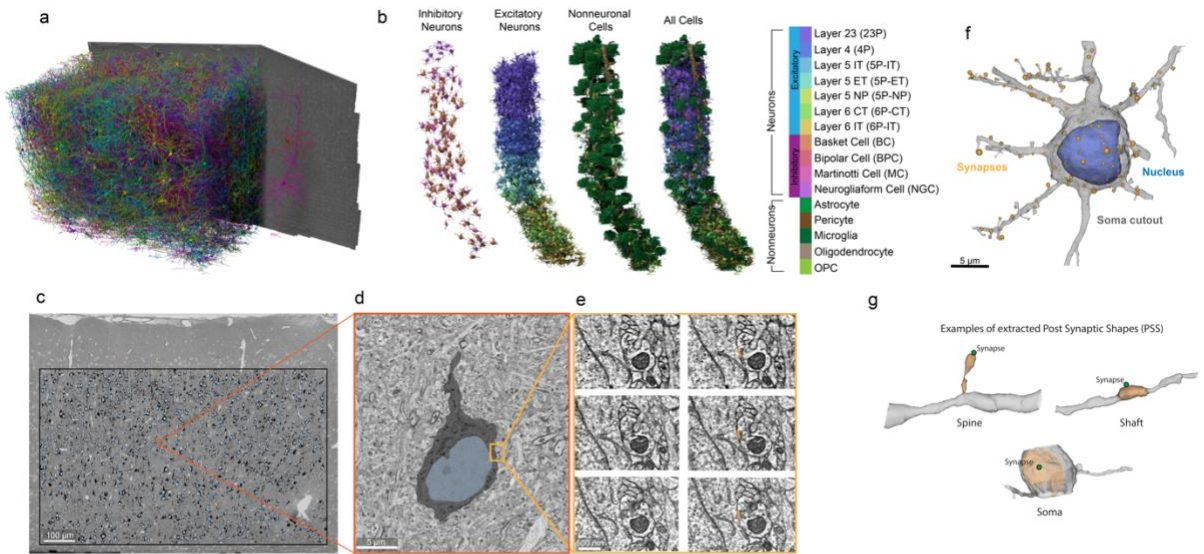 a
b
Inhibitory
Neurons
Excitatory
Neurons
Nonneuronal
Cells
All Cells
Neurons
Excitatory
Inhibitory
Nonneurons
Layer 23 (23P)
Layer 4 (4P)
Layer 5 IT (5P-IT)
Layer 5 ET (5P-ET)
Layer 5 NP (5P-NP)
Layer 6 CT (6P-CT)
Layer 6 IT (6P-IT)
Basket Cell (BC)
Bipolar Cell (BPC)
Martinotti Cell (MC)
Neurogliaform Cell (NGC)
Astrocyte
Pericyte
Microglia
Oligodendrocyte
OPC
f
Synapses
Nucleus
Soma cutout
5 µm
c
100 µm
d
5 µm
e
g
Examples of extracted Post Synaptic Shapes (PSS)
Synapse
Spine
Synapse
Shaft
Synapse
Soma